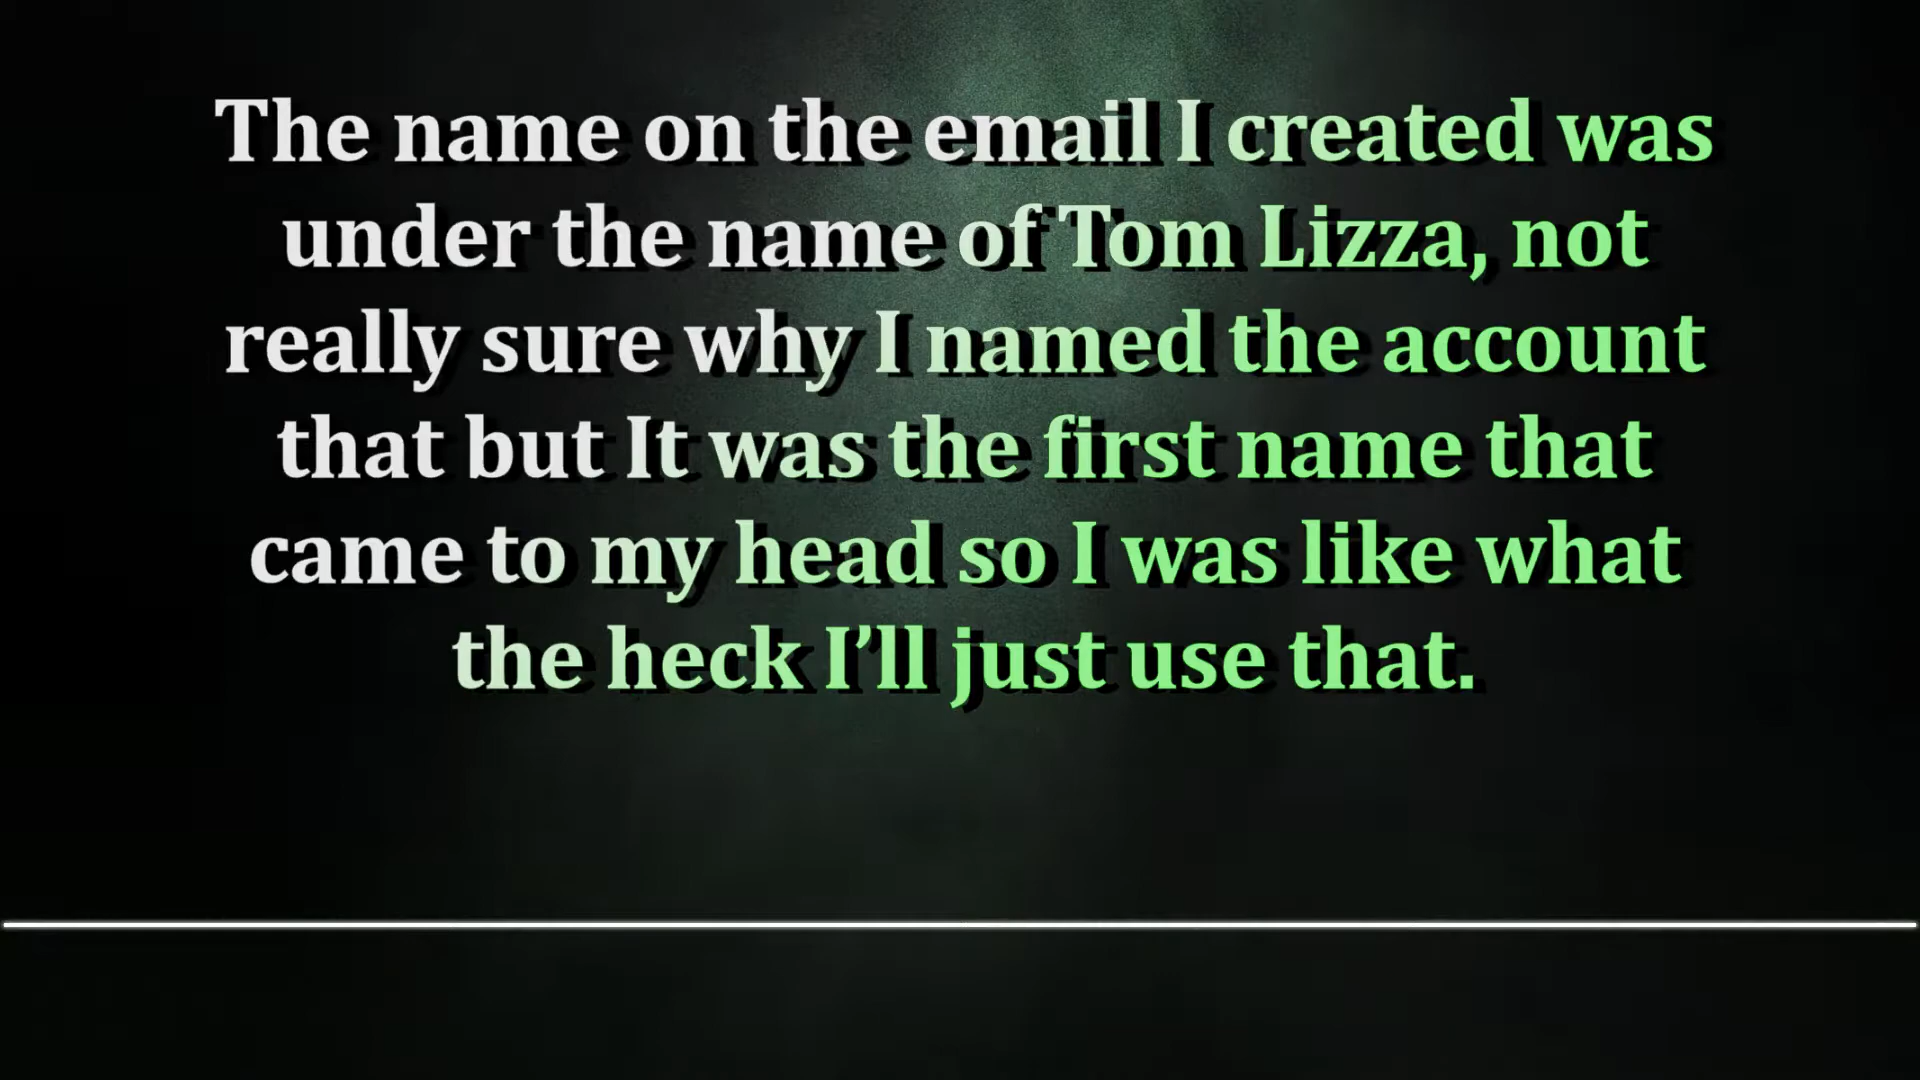 The name on the email I created was
under the name of Tom Lizza, not
really sure why I named the account
that but It was the first name that
came to my head so I was like what
the heck I’ll just use that.